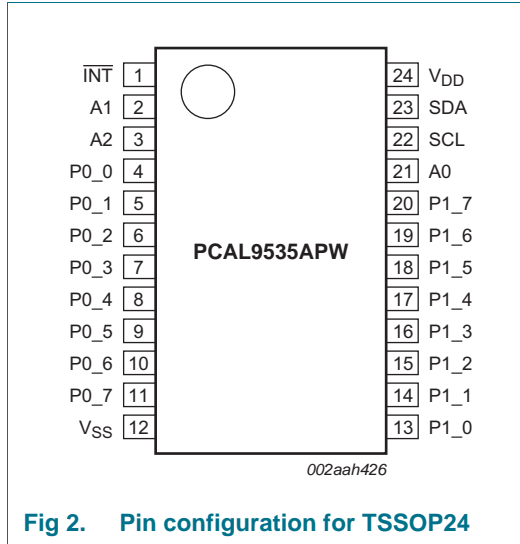 INT 1 24 VDD
A1 2 23 SDA
A2 3 22 SCL
P0_0 4 21 A0
P0_1 5 20 P1_7
P0_2 6 19 P1_6
P0_3 7 PCAL9535APW 18 P1_5
P0_4 8 17 P1_4
P0_5 9 16 P1_3
P0_6 10 15 P1_2
P0_7 11 14 P1_1
VSS 12 13 P1_0
002aah426
Fig 2. Pin configuration for TSSOP24